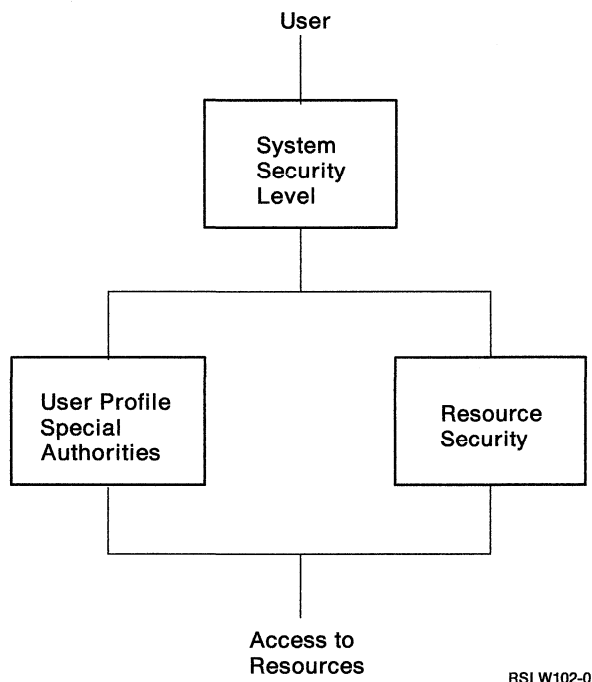 User
System
Security
Level
User Profile
Special
Authorities
Resource
Security
Access to
Resources
RSLW102-0